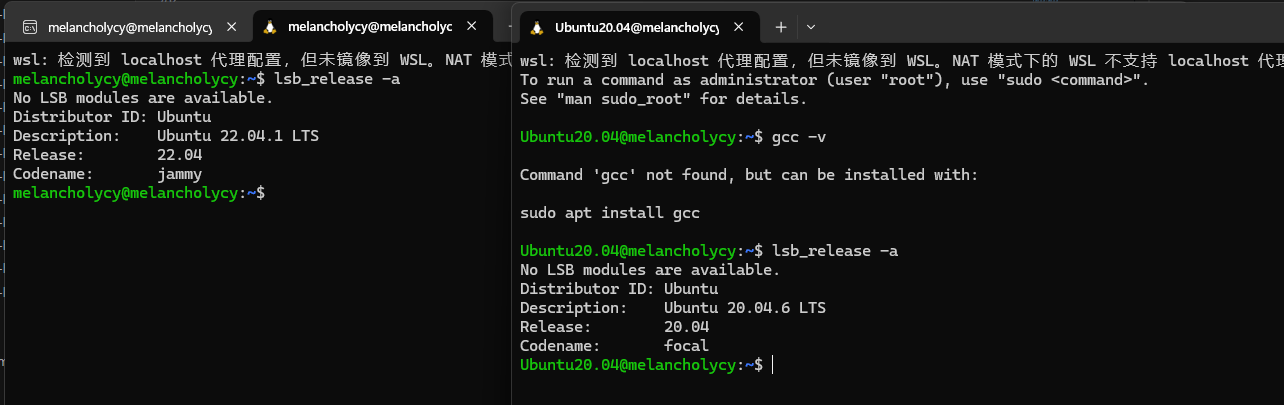 melancholycy@melancholycy
melancholycy@melancholyc
wsl: 检测到 localhost 代理配置，但未镜像到 WSL。NAT 模式
melancholycy@melancholycy:~$ lsb_release -a
No LSB modules are available.
Distributor ID: Ubuntu
Description:    Ubuntu 22.04.1 LTS
Release:        22.04
Codename:       jammy
melancholycy@melancholycy:~$
Ubuntu20.04@melancholycy
wsl: 检测到 localhost 代理配置，但未镜像到 WSL。NAT 模式下的 WSL 不支持 localhost 代理
To run a command as administrator (user "root"), use "sudo <command>".
See "man sudo_root" for details.
Ubuntu20.04@melancholycy:~$ gcc -v
Command 'gcc' not found, but can be installed with:
sudo apt install gcc
Ubuntu20.04@melancholycy:~$ lsb_release -a
No LSB modules are available.
Distributor ID: Ubuntu
Description:    Ubuntu 20.04.6 LTS
Release:        20.04
Codename:       focal
Ubuntu20.04@melancholycy:~$